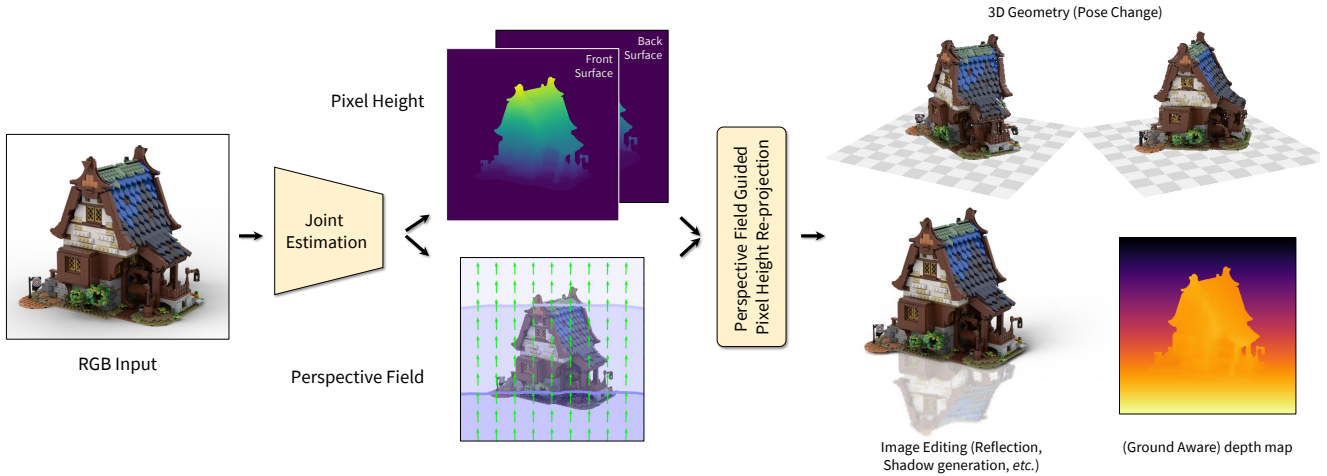 3D Geometry (Pose Change)
Back
Surface
Front
Surface
Pixel Height
Joint
Estimation
Perspective Field Guided
Pixel Height Re-projection
RGB Input
Perspective Field
Image Editing (Reflection,
Shadow generation, etc.)
(Ground Aware) depth map